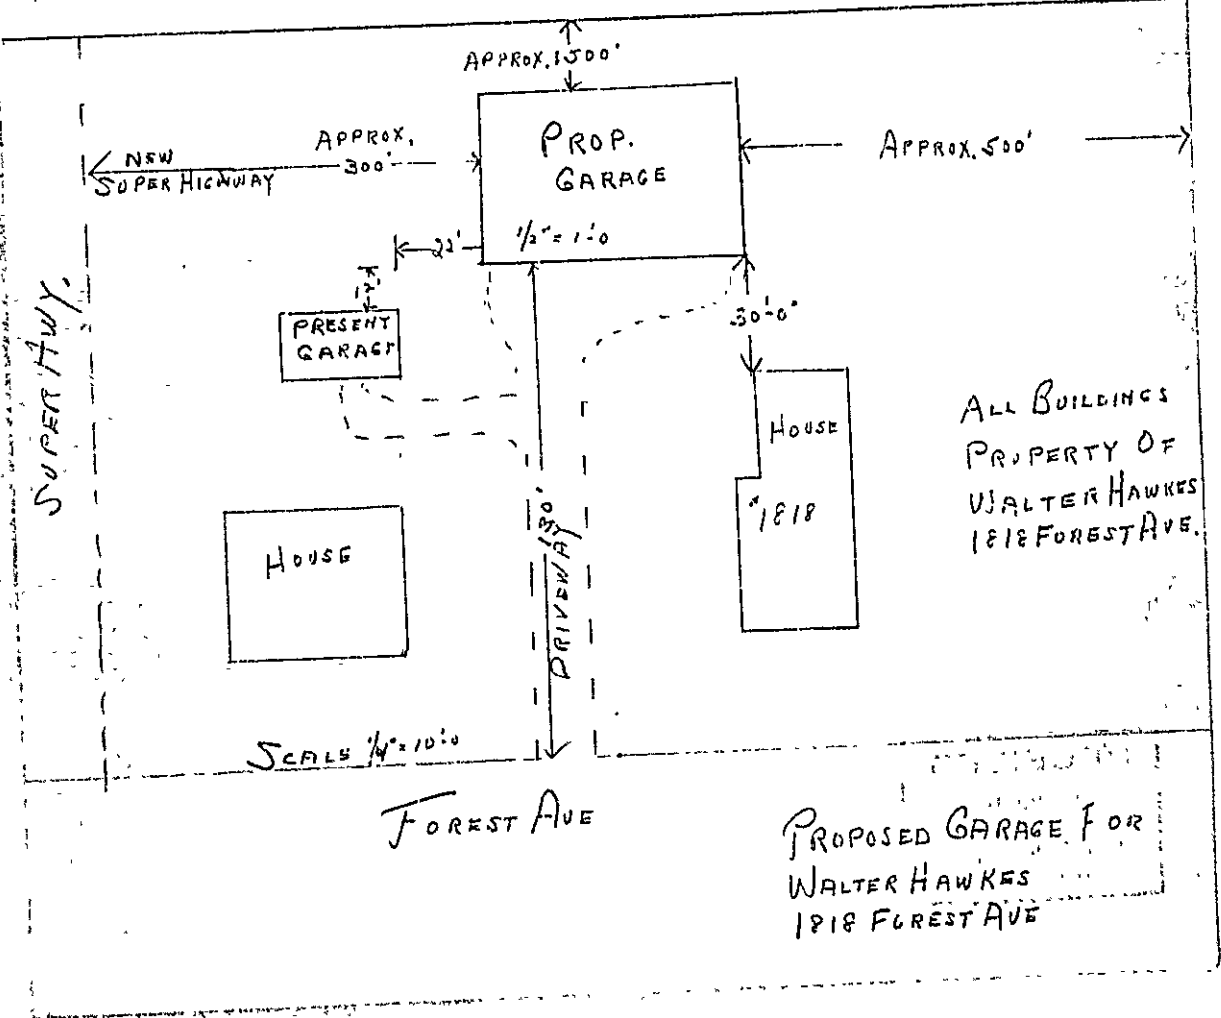 APPROX. 1500'
APPROX.
300'
NEW
SUPER HIGHWAY
PROP.
GARAGE
1/2" = 1'-0
APPROX. 500'
22'
12'
PRESENT
GARAGE
30'-0"
SUPER HWY.
HOUSE
HOUSE
#1818
130'
DRIVEWAY
ALL BUILDINGS
PROPERTY OF
WALTER HAWKES
1818 FOREST AVE.
SCALE 1/4" = 10'-0
FOREST AVE
PROPOSED GARAGE FOR
WALTER HAWKES
1818 FOREST AVE